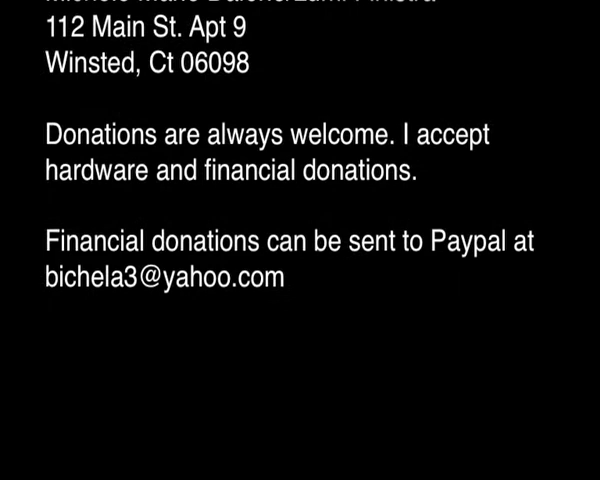 112 Main St. Apt 9
Winsted, Ct 06098
Donations are always welcome. I accept
hardware and financial donations.
Financial donations can be sent to Paypal at
bichela3@yahoo.com